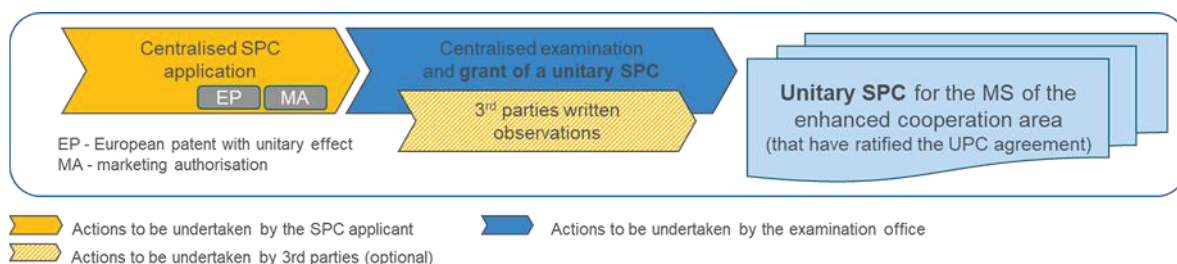 Centralised SPC
application
EP MA
Centralised examination
and grant of a unitary SPC
3rd parties written
observations
EP - European patent with unitary effect
MA - marketing authorisation
Unitary SPC for the MS of the
enhanced cooperation area
(that have ratified the UPC agreement)
Actions to be undertaken by the SPC applicant
Actions to be undertaken by the examination office
Actions to be undertaken by 3rd parties (optional)